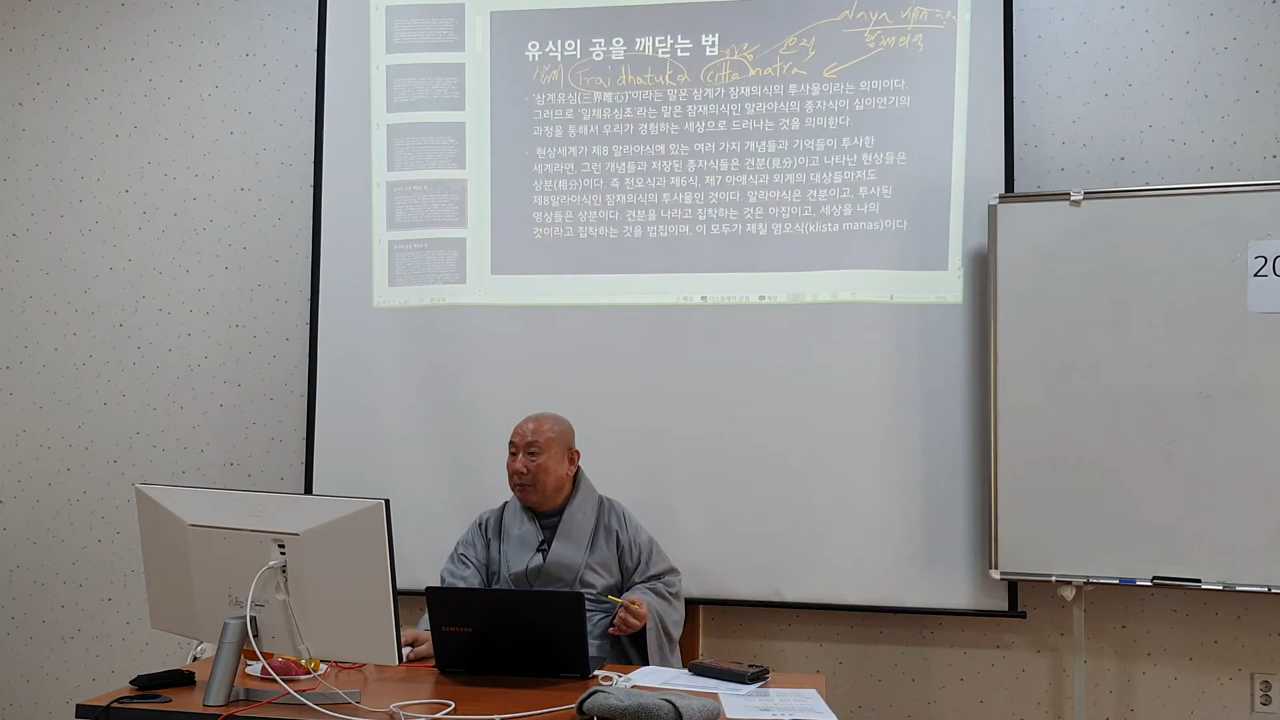 유식의 공을 깨닫는 법
alaya
Traidhatuka citta matra
'삼계유심(三界唯心)'이라는 말은 삼계가 잠재의식의 투사물이라는 의미이다.
그러므로 '일체유심조'라는 말은 잠재의식인 알라야식의 종자식이 십이연기의
과정을 통해서 우리가 경험하는 세상으로 드러나는 것을 의미한다.
현상세계가 제8 알라야식에 있는 여러 가지 개념들과 기억들이 투사한
세계라면, 그런 개념들과 저장된 종자식들은 견분(見分)이고 나타난 현상들은
상분(相分)이다. 즉 전오식과 제6식, 제7 아애식과 외계의 대상들마저도
제8알라야식인 잠재의식의 투사물인 것이다. 알라야식은 견분이고, 투사된
영상들은 상분이다. 견분을 나라고 집착하는 것은 아집이고, 세상을 나의
것이라고 집착하는 것을 법집이며, 이 모두가 제칠 염오식(klista manas)이다.
20
SAMSUNG